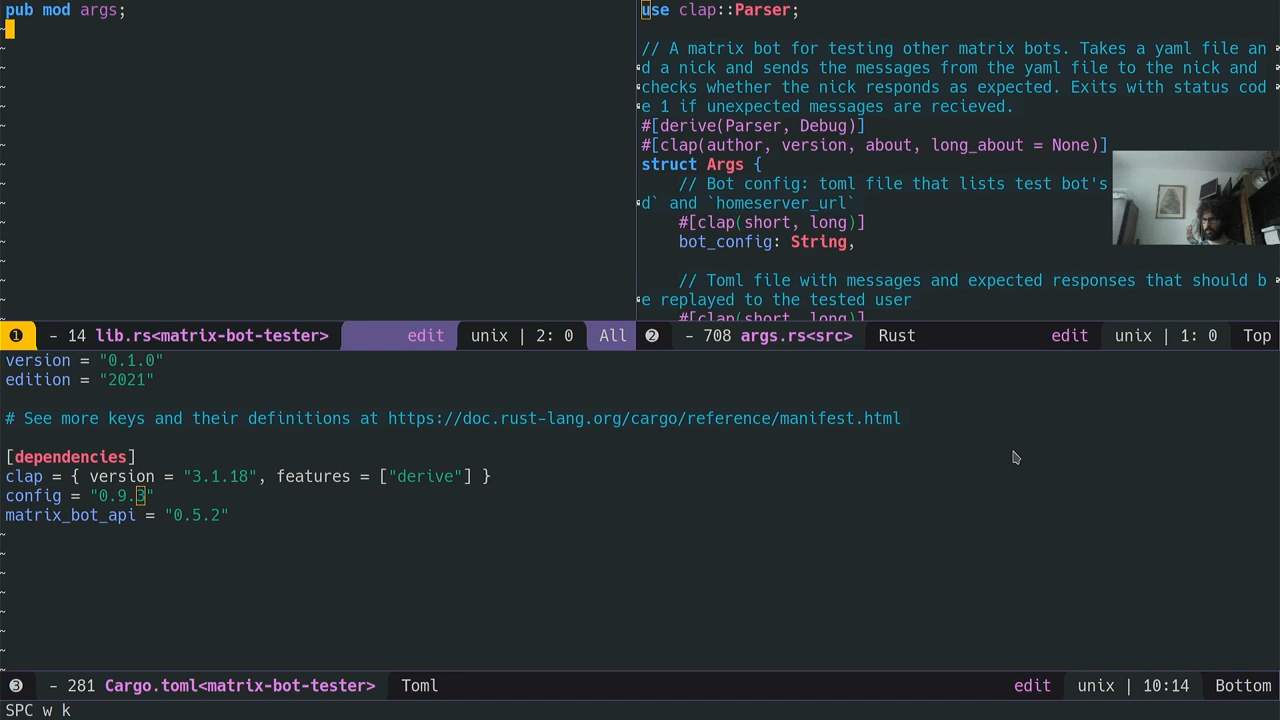 pub mod args;
❶ - 14 lib.rs<matrix-bot-tester> edit unix | 2: 0 All
use clap::Parser;
// A matrix bot for testing other matrix bots. Takes a yaml file an
d a nick and sends the messages from the yaml file to the nick and
checks whether the nick responds as expected. Exits with status cod
e 1 if unexpected messages are recieved.
#[derive(Parser, Debug)]
#[clap(author, version, about, long_about = None)]
struct Args {
// Bot config: toml file that lists test bot's
d` and `homeserver_url`
#[clap(short, long)]
bot_config: String,
// Toml file with messages and expected responses that should b
e replayed to the tested user
#[clap(short, long)]
❷ - 708 args.rs<src> Rust edit unix | 1: 0 Top
version = "0.1.0"
edition = "2021"
# See more keys and their definitions at https://doc.rust-lang.org/cargo/reference/manifest.html
[dependencies]
clap = { version = "3.1.18", features = ["derive"] }
config = "0.9.3"
matrix_bot_api = "0.5.2"
❸ - 281 Cargo.toml<matrix-bot-tester> Toml edit unix | 10:14 Bottom
SPC w k